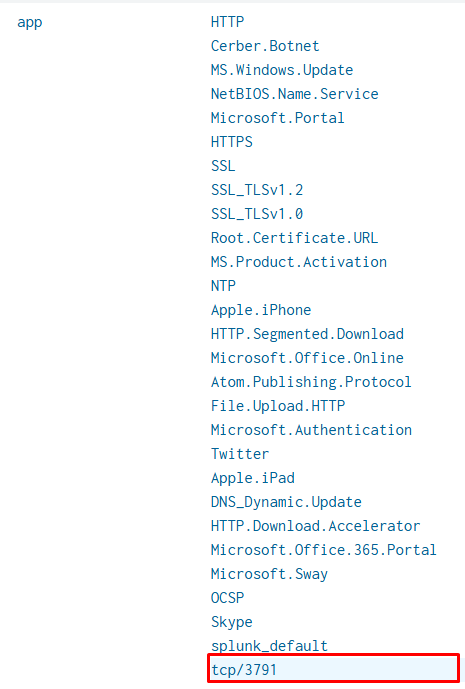 app HTTP
Cerber.Botnet
MS.Windows.Update
NetBIOS.Name.Service
Microsoft.Portal
HTTPS
SSL
SSL_TLSv1.2
SSL_TLSv1.0
Root.Certificate.URL
MS.Product.Activation
NTP
Apple.iPhone
HTTP.Segmented.Download
Microsoft.Office.Online
Atom.Publishing.Protocol
File.Upload.HTTP
Microsoft.Authentication
Twitter
Apple.iPad
DNS_Dynamic.Update
HTTP.Download.Accelerator
Microsoft.Office.365.Portal
Microsoft.Sway
OCSP
Skype
splunk_default
tcp/3791